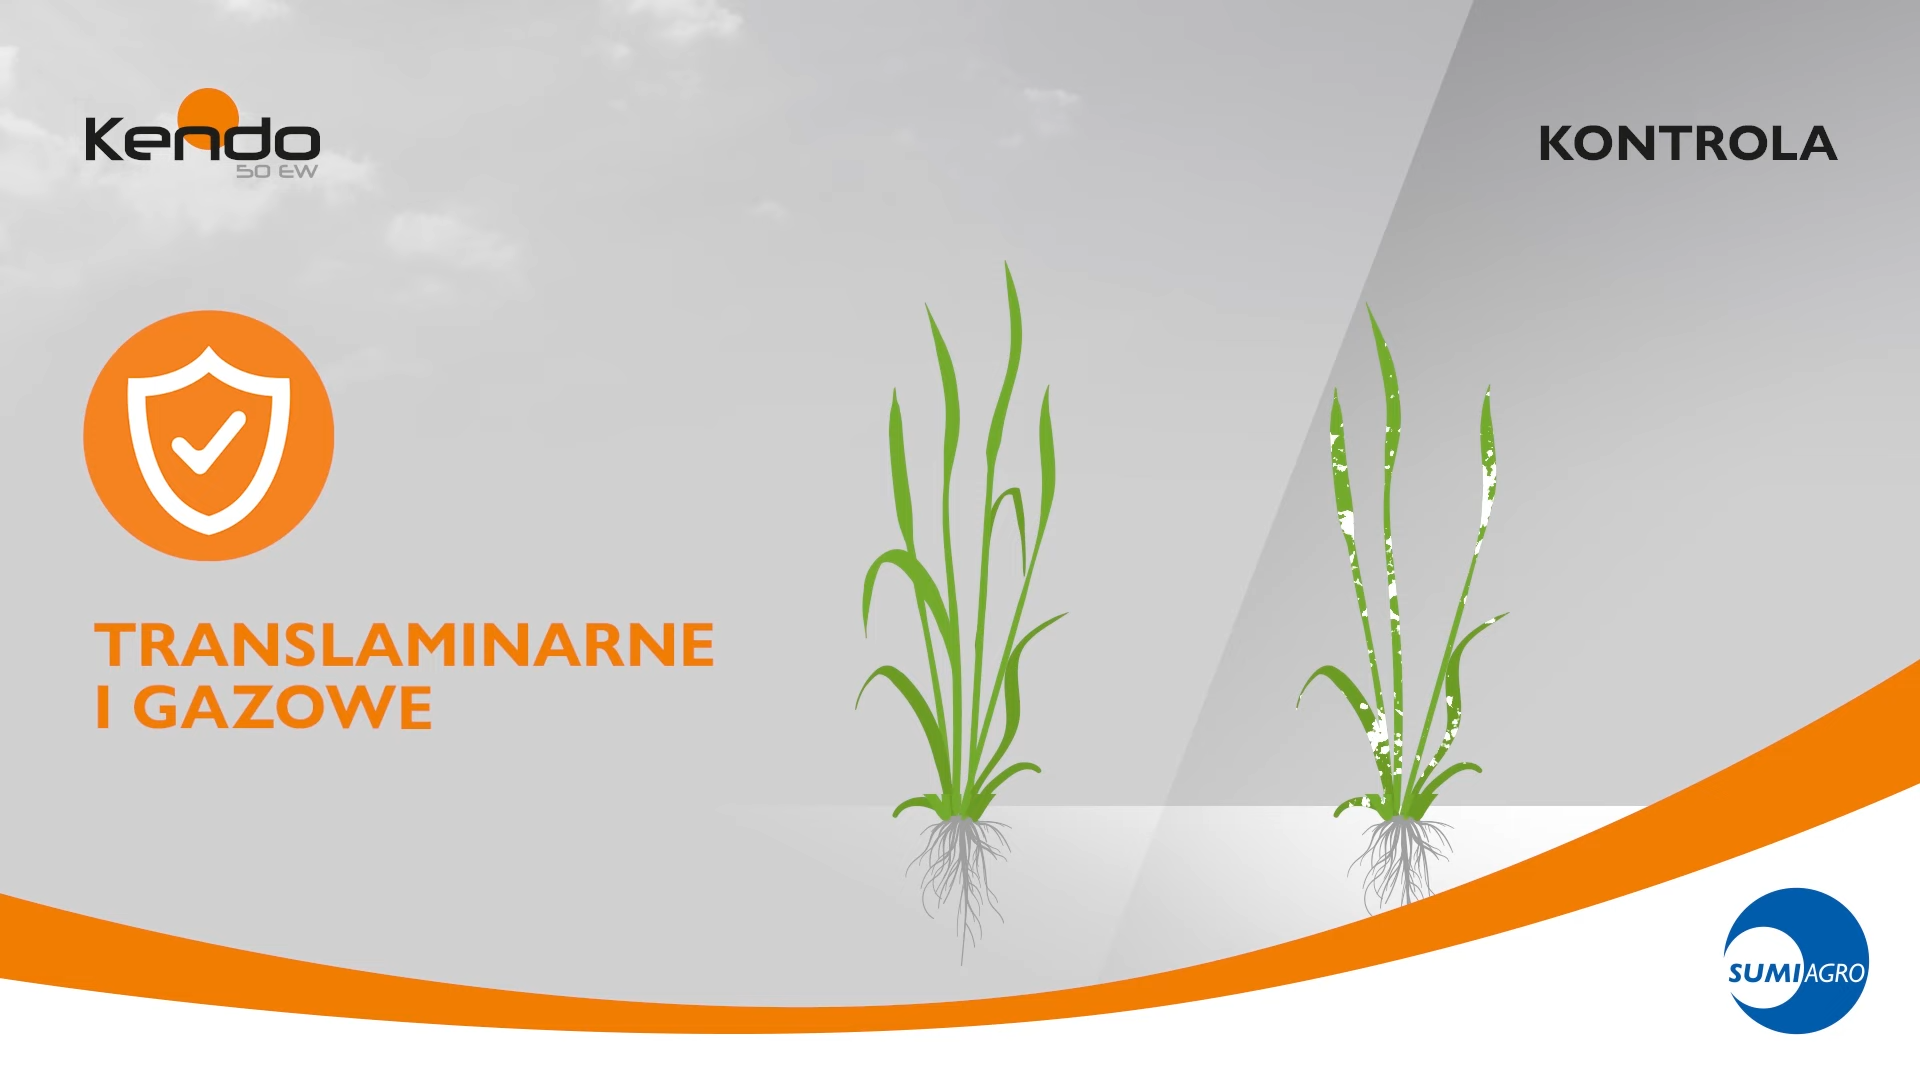 Kendo
50 EW
KONTROLA
TRANSLAMINARNE
I GAZOWE
SUMIAGRO